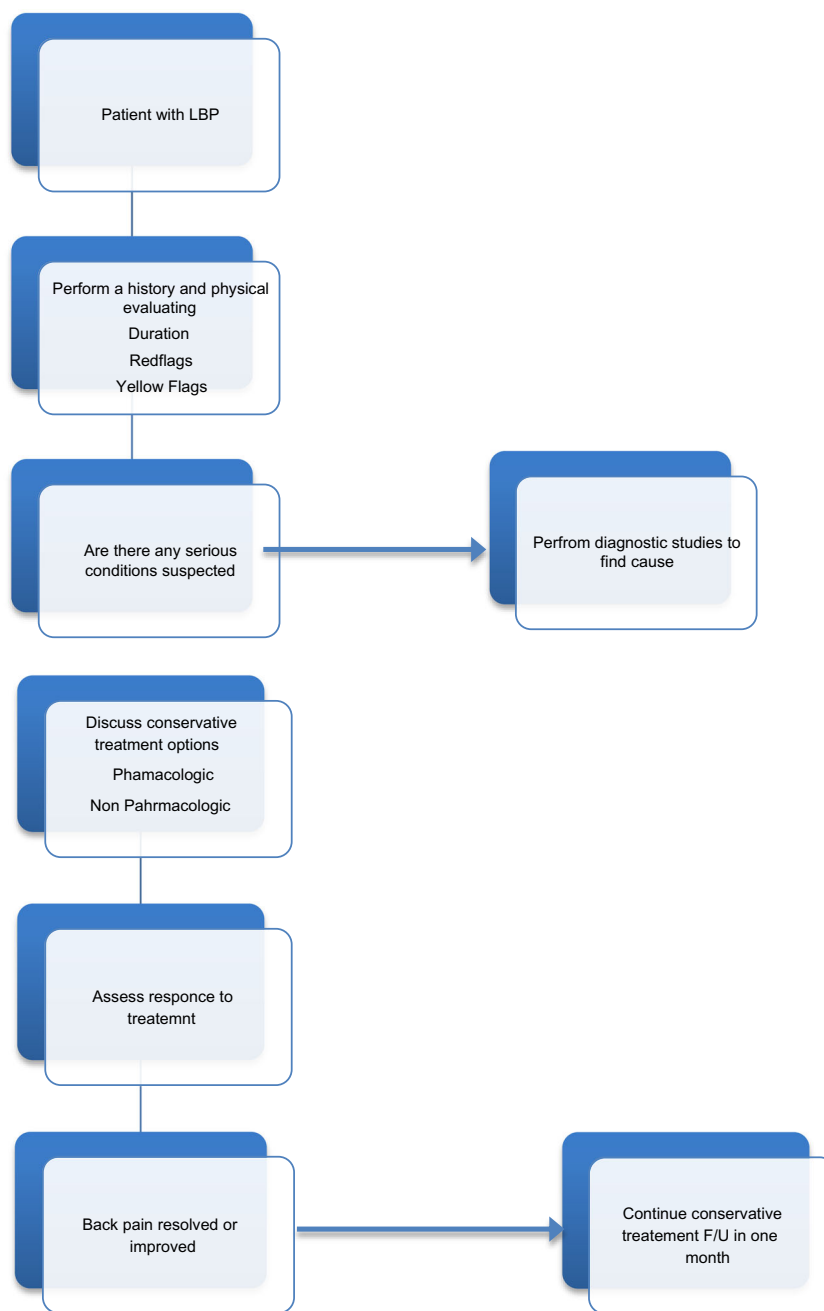 Patient with LBP
Perform a history and physical
evaluating
Duration
Redflags
Yellow Flags
Are there any serious
conditions suspected
Perfrom diagnostic studies to
find cause
Discuss conservative
treatment options
Phamacologic
Non Pahrmacologic
Assess responce to
treatemnt
Back pain resolved or
improved
Continue conservative
treatement F/U in one
month